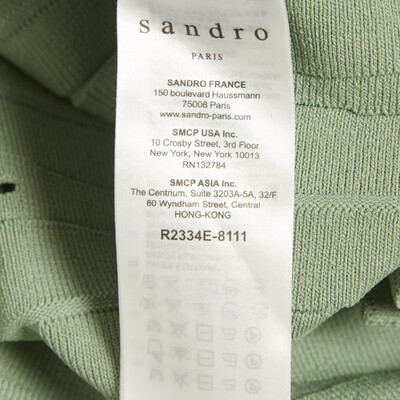 sandro
PARIS
SANDRO FRANCE
150 boulevard Haussmann
75008 Paris
www.sandro-paris.com
SMCP USA Inc.
10 Crosby Street, 3rd Floor
New York, New York 10013
RN132784
SMCP ASIA Inc.
The Centrium, Suite 3203A-5A, 32/F
60 Wyndham Street, Central
HONG-KONG
R2334E-8111